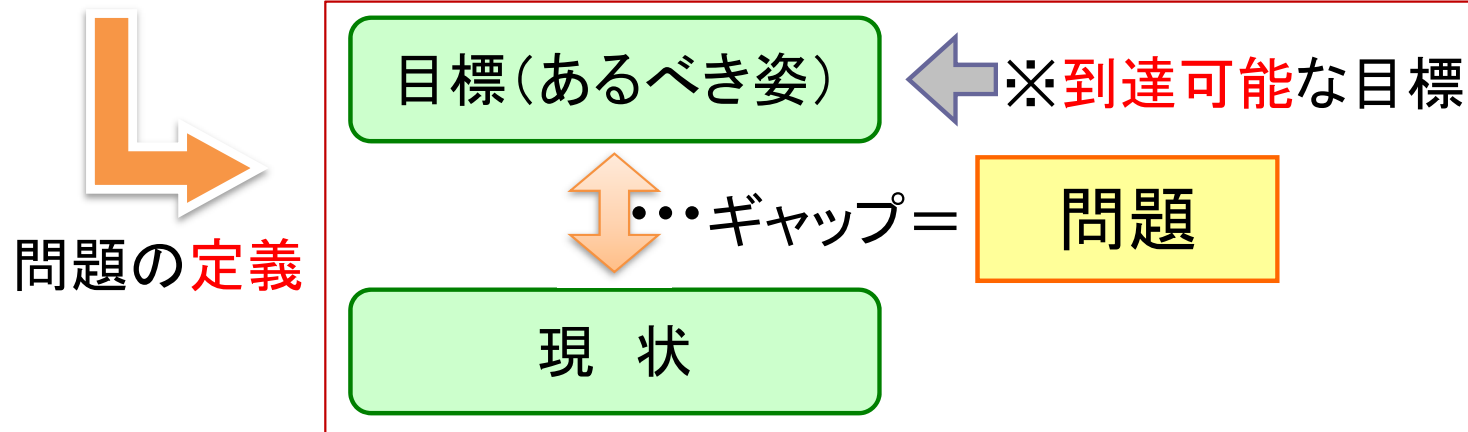 目標（あるべき姿）
※到達可能な目標
…ギャップ＝
問題
問題の定義
現　状